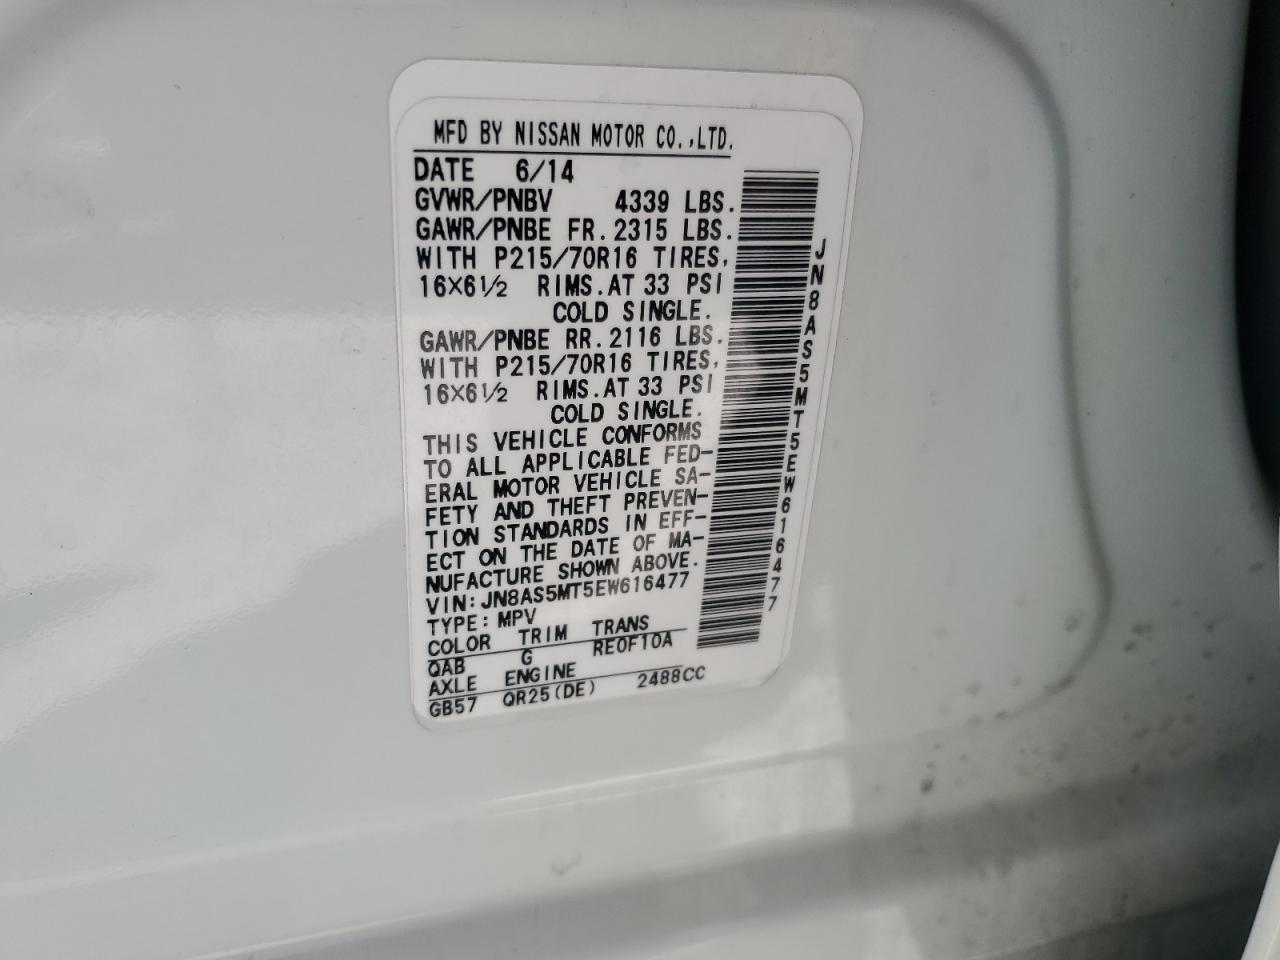 MFD BY NISSAN MOTOR CO.,LTD.
DATE 6/14
GVWR/PNBV 4339 LBS.
GAWR/PNBE FR. 2315 LBS.
WITH P215/70R16 TIRES,
16X6½ RIMS. AT 33 PSI
COLD SINGLE.
GAWR/PNBE RR. 2116 LBS.
WITH P215/70R16 TIRES,
16X6½ RIMS. AT 33 PSI
COLD SINGLE.
THIS VEHICLE CONFORMS
TO ALL APPLICABLE FED-
ERAL MOTOR VEHICLE SA-
FETY AND THEFT PREVEN-
TION STANDARDS IN EFF-
ECT ON THE DATE OF MA-
NUFACTURE SHOWN ABOVE.
VIN: JN8AS5MT5EW616477
TYPE: MPV
COLOR TRIM TRANS
QAB G RE0F10A
AXLE ENGINE
GB57 QR25(DE) 2488CC
JN8AS5MT5EW616477